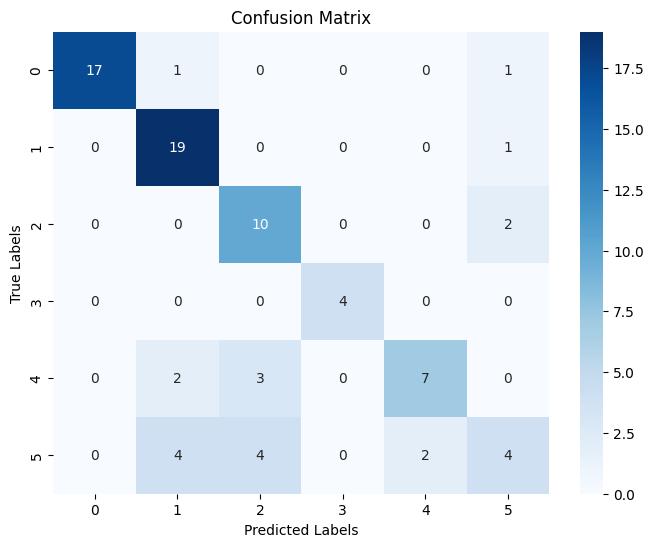 Confusion Matrix
True Labels
0 17 1 0 0 0 1
1 0 19 0 0 0 1
2 0 0 10 0 0 2
3 0 0 0 4 0 0
4 0 2 3 0 7 0
5 0 4 4 0 2 4
0 1 2 3 4 5
Predicted Labels
17.5
15.0
12.5
10.0
7.5
5.0
2.5
0.0